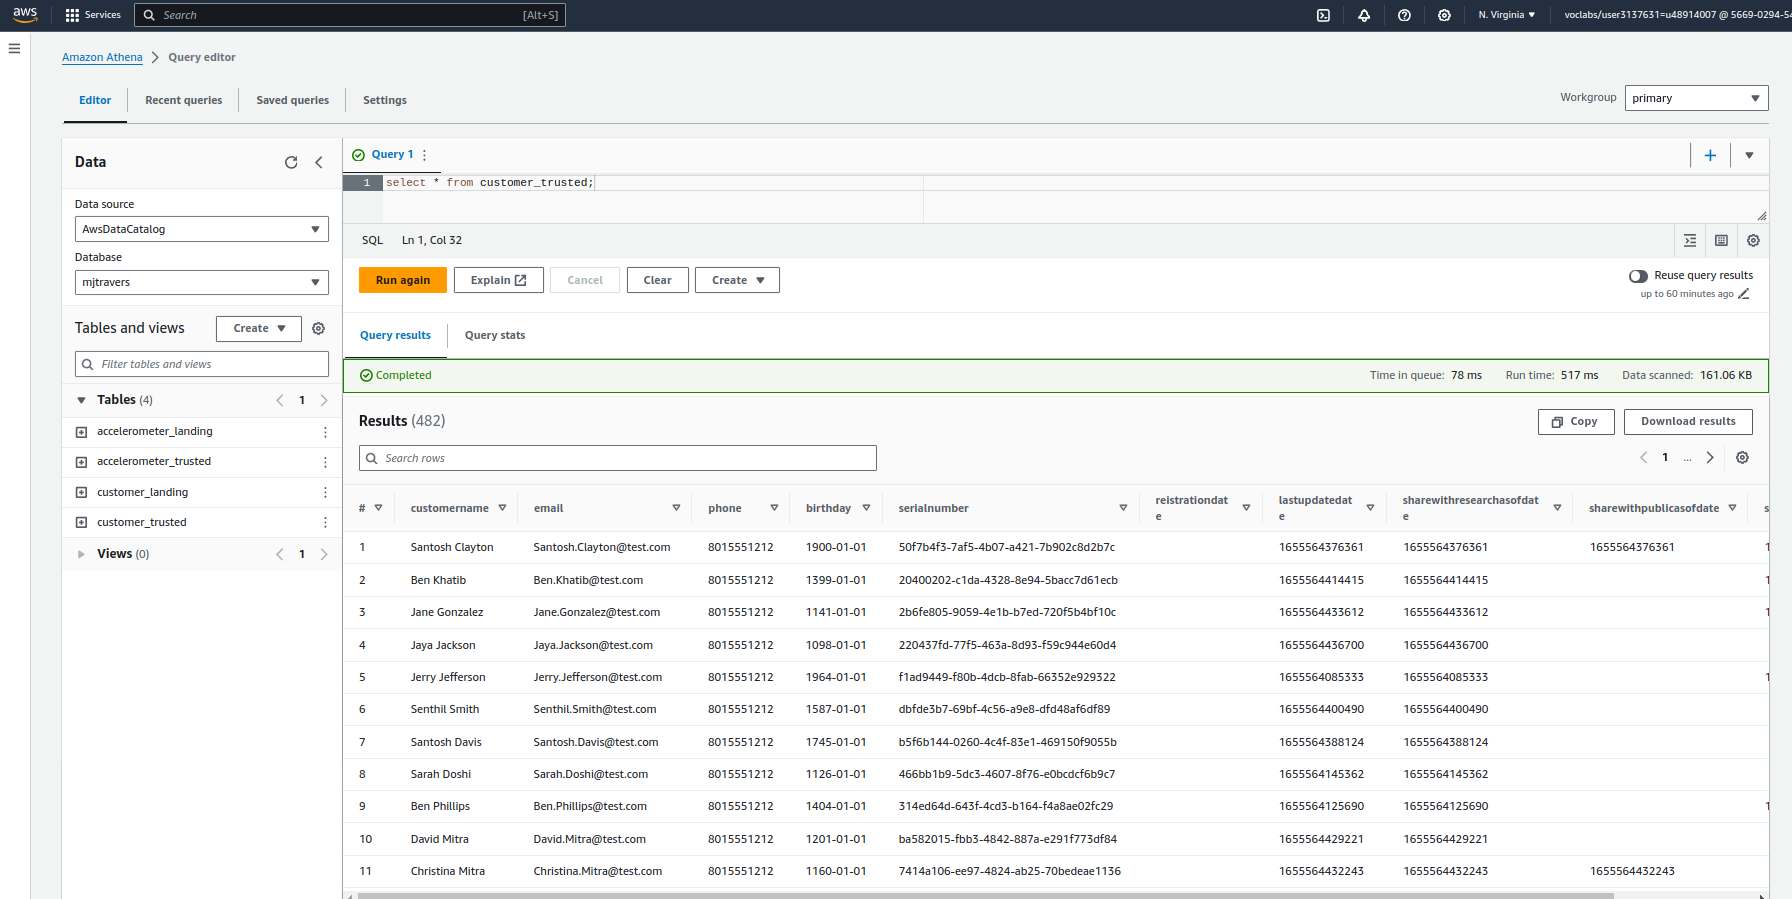 aws
Services
Search
[Alt+S]
N. Virginia
voclabs/user3137631=u48914007 @ 5669-0294-5
Amazon Athena
Query editor
Editor
Recent queries
Saved queries
Settings
Workgroup
primary
Data
Data source
AwsDataCatalog
Database
mjtravers
Tables and views
Create
Filter tables and views
Tables (4)
1
accelerometer_landing
accelerometer_trusted
customer_landing
customer_trusted
Views (0)
1
Query 1
1 select * from customer_trusted;
SQL Ln 1, Col 32
Run again
Explain
Cancel
Clear
Create
Reuse query results
up to 60 minutes ago
Query results
Query stats
Completed
Time in queue: 78 ms Run time: 517 ms Data scanned: 161.06 KB
Results (482)
Copy
Download results
Search rows
1 ...
# customername email phone birthday serialnumber reistrationdat
e lastupdatedat
e sharewithresearchasofdat
e sharewithpublicasofdate s
1 Santosh Clayton Santosh.Clayton@test.com 8015551212 1900-01-01 50f7b4f3-7af5-4b07-a421-7b902c8d2b7c 1655564376361 1655564376361 1655564376361 1
2 Ben Khatib Ben.Khatib@test.com 8015551212 1399-01-01 20400202-c1da-4328-8e94-5bacc7d61ecb 1655564414415 1655564414415 1
3 Jane Gonzalez Jane.Gonzalez@test.com 8015551212 1141-01-01 2b6fe805-9059-4e1b-b7ed-720f5b4bf10c 1655564433612 1655564433612 1
4 Jaya Jackson Jaya.Jackson@test.com 8015551212 1098-01-01 220437fd-77f5-463a-8d93-f59c944e60d4 1655564436700 1655564436700
5 Jerry Jefferson Jerry.Jefferson@test.com 8015551212 1964-01-01 f1ad9449-f80b-4dcb-8fab-66352e929322 1655564085333 1655564085333 1
6 Senthil Smith Senthil.Smith@test.com 8015551212 1587-01-01 dbfde3b7-69bf-4c56-a9e8-dfd48af6df89 1655564400490 1655564400490
7 Santosh Davis Santosh.Davis@test.com 8015551212 1745-01-01 b5f6b144-0260-4c4f-83e1-469150f9055b 1655564388124 1655564388124
8 Sarah Doshi Sarah.Doshi@test.com 8015551212 1126-01-01 466bb1b9-5dc3-4607-8f76-e0bcdcf6b9c7 1655564145362 1655564145362
9 Ben Phillips Ben.Phillips@test.com 8015551212 1404-01-01 314ed64d-643f-4cd3-b164-f4a8ae02fc29 1655564125690 1655564125690 1
10 David Mitra David.Mitra@test.com 8015551212 1201-01-01 ba582015-fbb3-4842-887a-e291f773df84 1655564429221 1655564429221
11 Christina Mitra Christina.Mitra@test.com 8015551212 1160-01-01 7414a106-ee97-4824-ab25-70bedeae1136 1655564432243 1655564432243 1655564432243